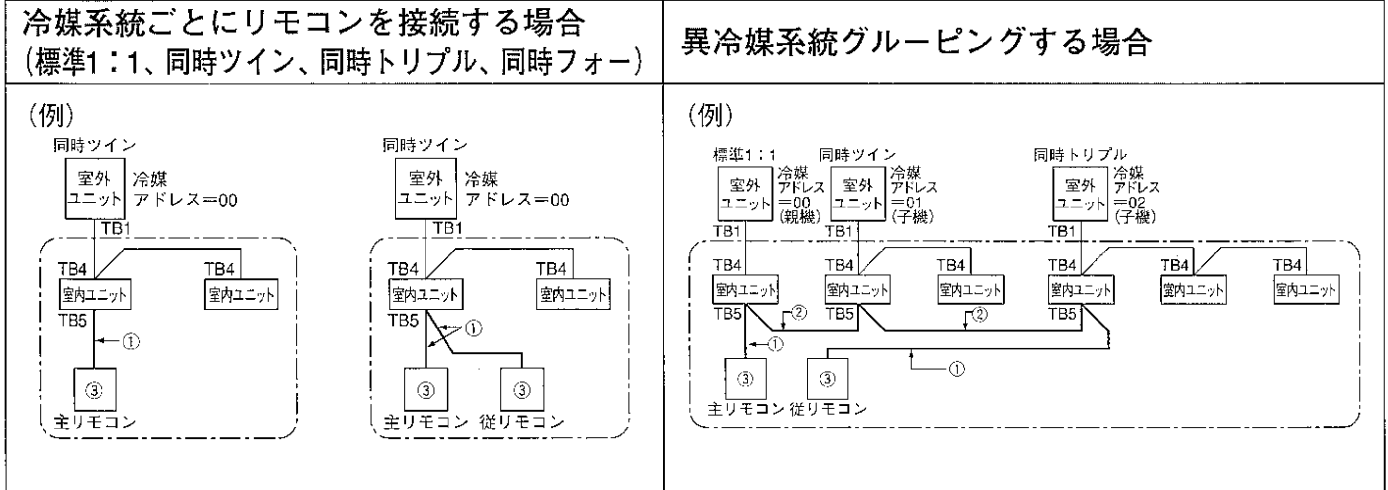 冷媒系統ごとにリモコンを接続する場合
(標準1:1、同時ツイン、同時トリプル、同時フォー)
(例)
同時ツイン
室外
ユニット
冷媒
アドレス=00
TB1
TB4
室内ユニット
TB5
TB4
室内ユニット
①
③
主リモコン
同時ツイン
室外
ユニット
冷媒
アドレス=00
TB1
TB4
室内ユニット
TB5
TB4
室内ユニット
①
③
主リモコン
③
従リモコン
異冷媒系統グルーピングする場合
(例)
標準1:1
室外
ユニット
冷媒
アドレス
=00
(親機)
TB1
同時ツイン
室外
ユニット
冷媒
アドレス
=01
(子機)
TB1
同時トリプル
室外
ユニット
冷媒
アドレス
=02
(子機)
TB1
TB4
室内ユニット
TB5
TB4
室内ユニット
TB5
TB4
室内ユニット
TB4
室内ユニット
TB5
TB4
室内ユニット
TB4
室内ユニット
②
②
①
①
③
主リモコン
③
従リモコン